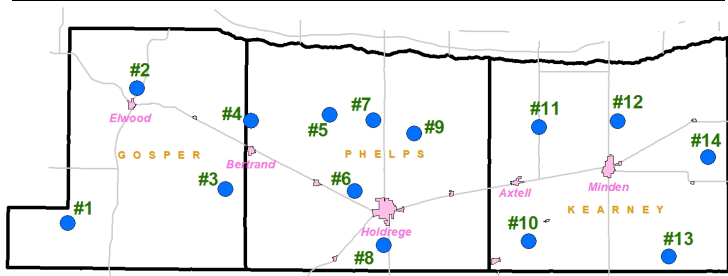 #2
Elwood
#4
#5
#7
#9
#11
#12
#14
GOSPER
Bertrand
PHELPS
#3
#6
Axtell
Minden
#1
Holdrege
#8
#10
KEARNEY
#13